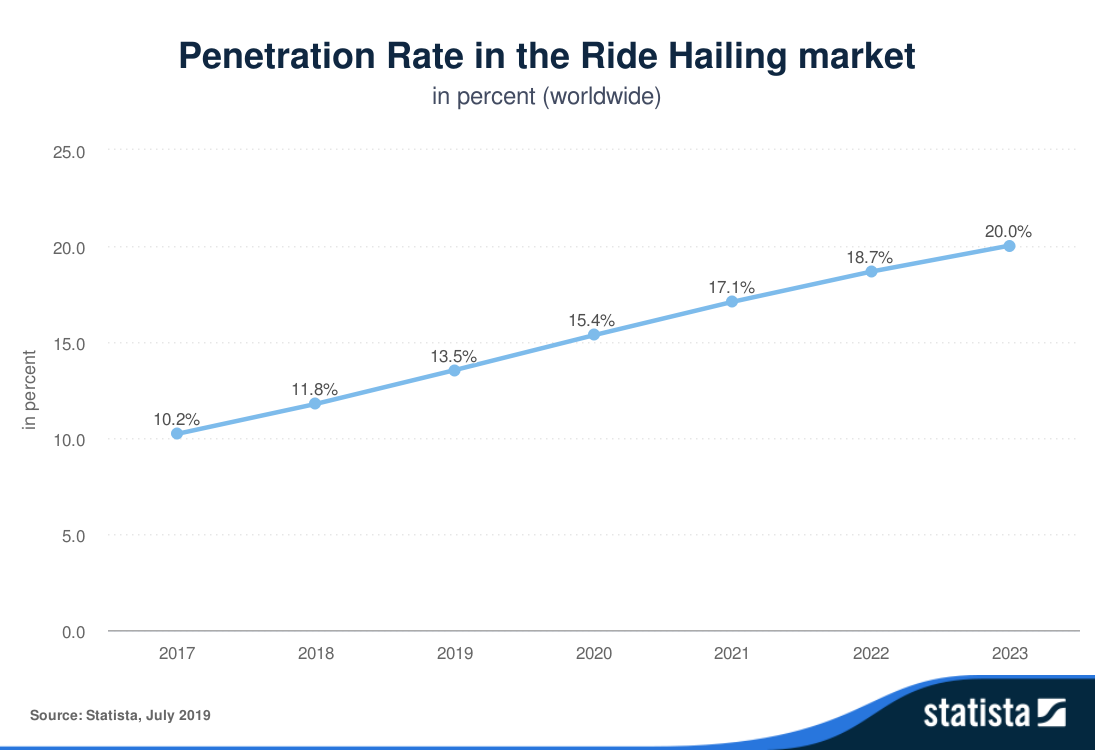 Penetration Rate in the Ride Hailing market
in percent (worldwide)
25.0
20.0
15.0
10.0
5.0
0.0
in percent
10.2%
11.8%
13.5%
15.4%
17.1%
18.7%
20.0%
2017 2018 2019 2020 2021 2022 2023
Source: Statista, July 2019
statista